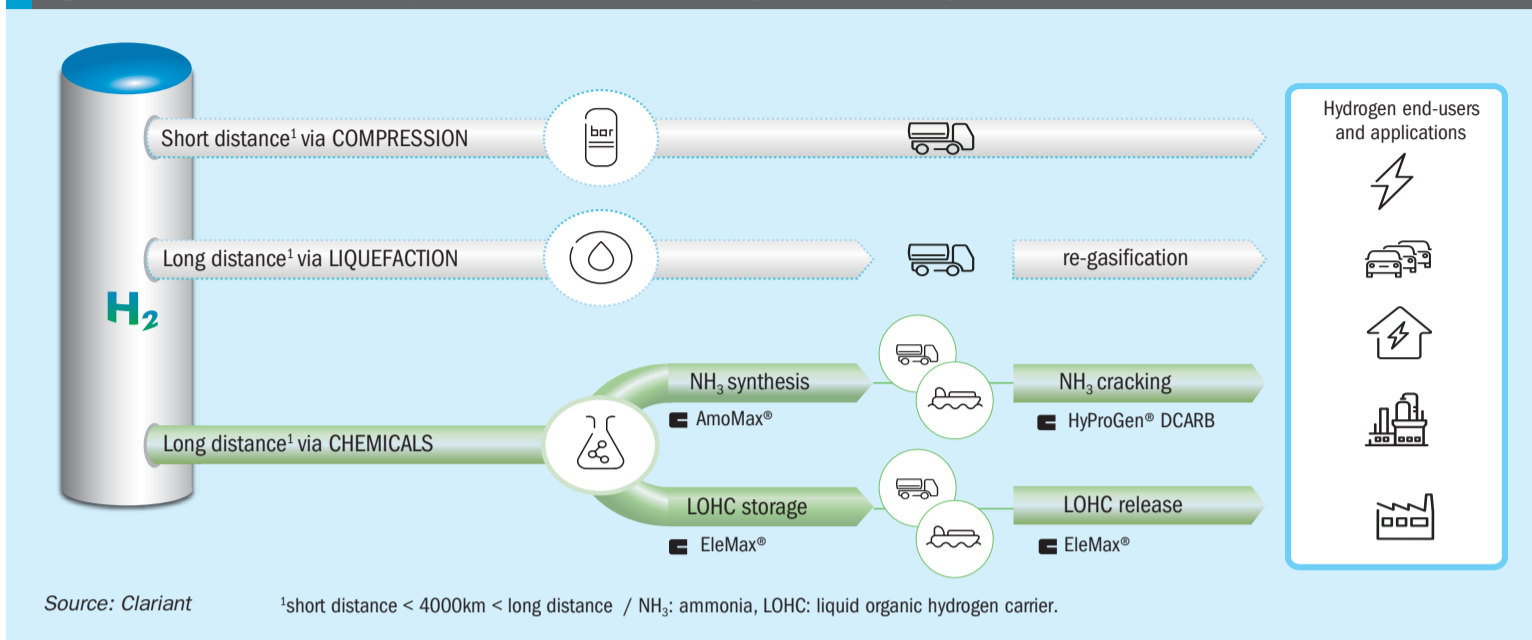 Hydrogen end-users
and applications
Short distance¹ via COMPRESSION
bar
Long distance¹ via LIQUEFACTION
re-gasification
H₂
NH₃ synthesis
NH₃ cracking
AmoMax®
HyProGen® DCARB
Long distance¹ via CHEMICALS
LOHC storage
LOHC release
EleMax®
EleMax®
Source: Clariant
¹short distance < 4000km < long distance / NH₃: ammonia, LOHC: liquid organic hydrogen carrier.